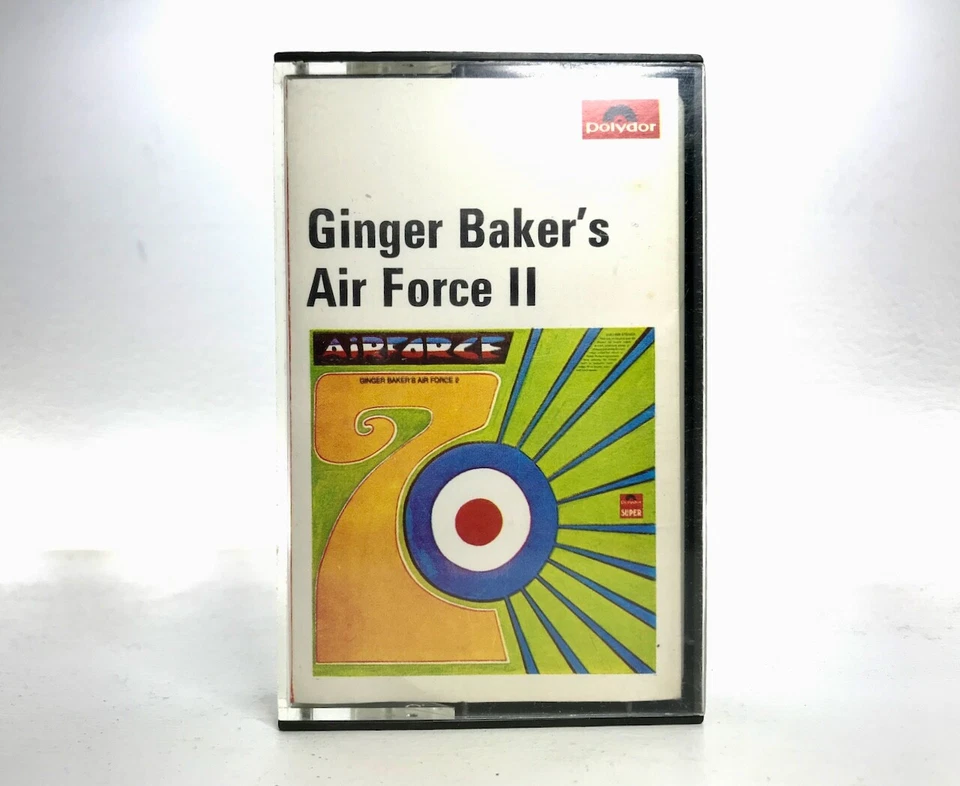 polydor
Ginger Baker's
Air Force II
AIRFORCE
GINGER BAKER'S AIR FORCE 2
SUPER